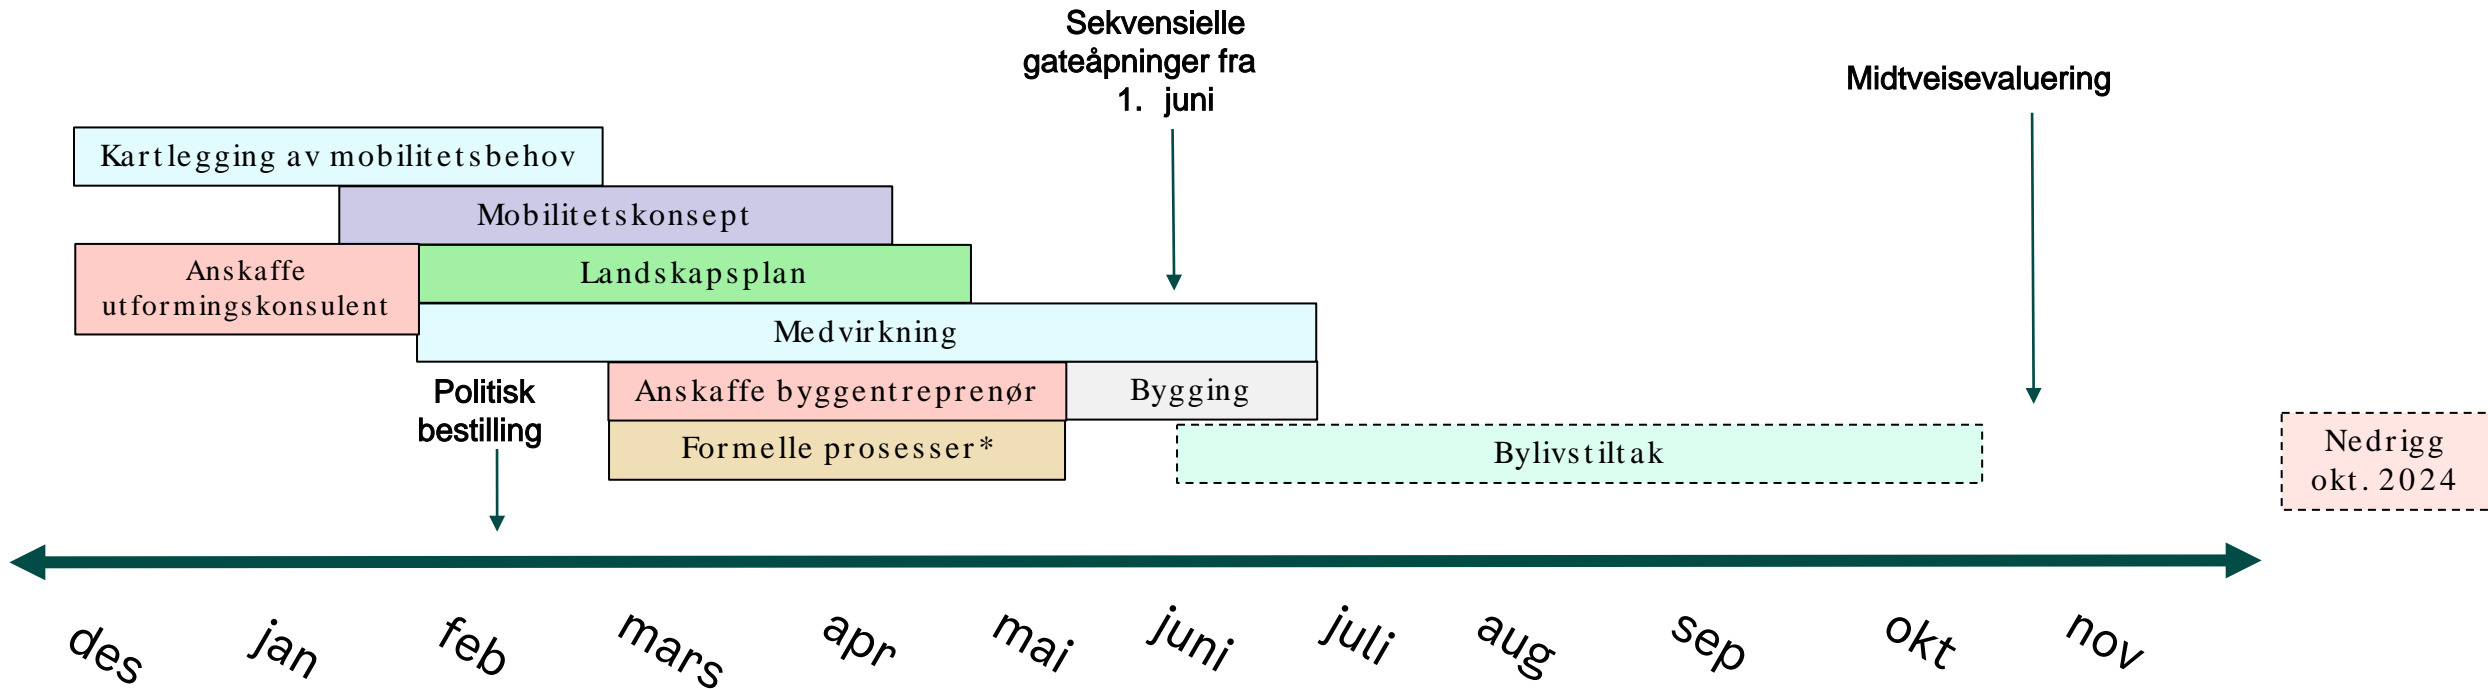 Sekvensielle
gateåpninger fra
1. juni
Midtveisevaluering
Kartlegging av mobilitetsbehov
Mobilitetskonsept
Anskaffe
utformingskonsulent
Landskapsplan
Medvirkning
Politisk
bestilling
Anskaffe byggentreprenør
Bygging
Formelle prosesser*
Bylivstiltak
Nedrigg
okt. 2024
des
jan
feb
mars
apr
mai
juni
juli
aug
sep
okt
nov